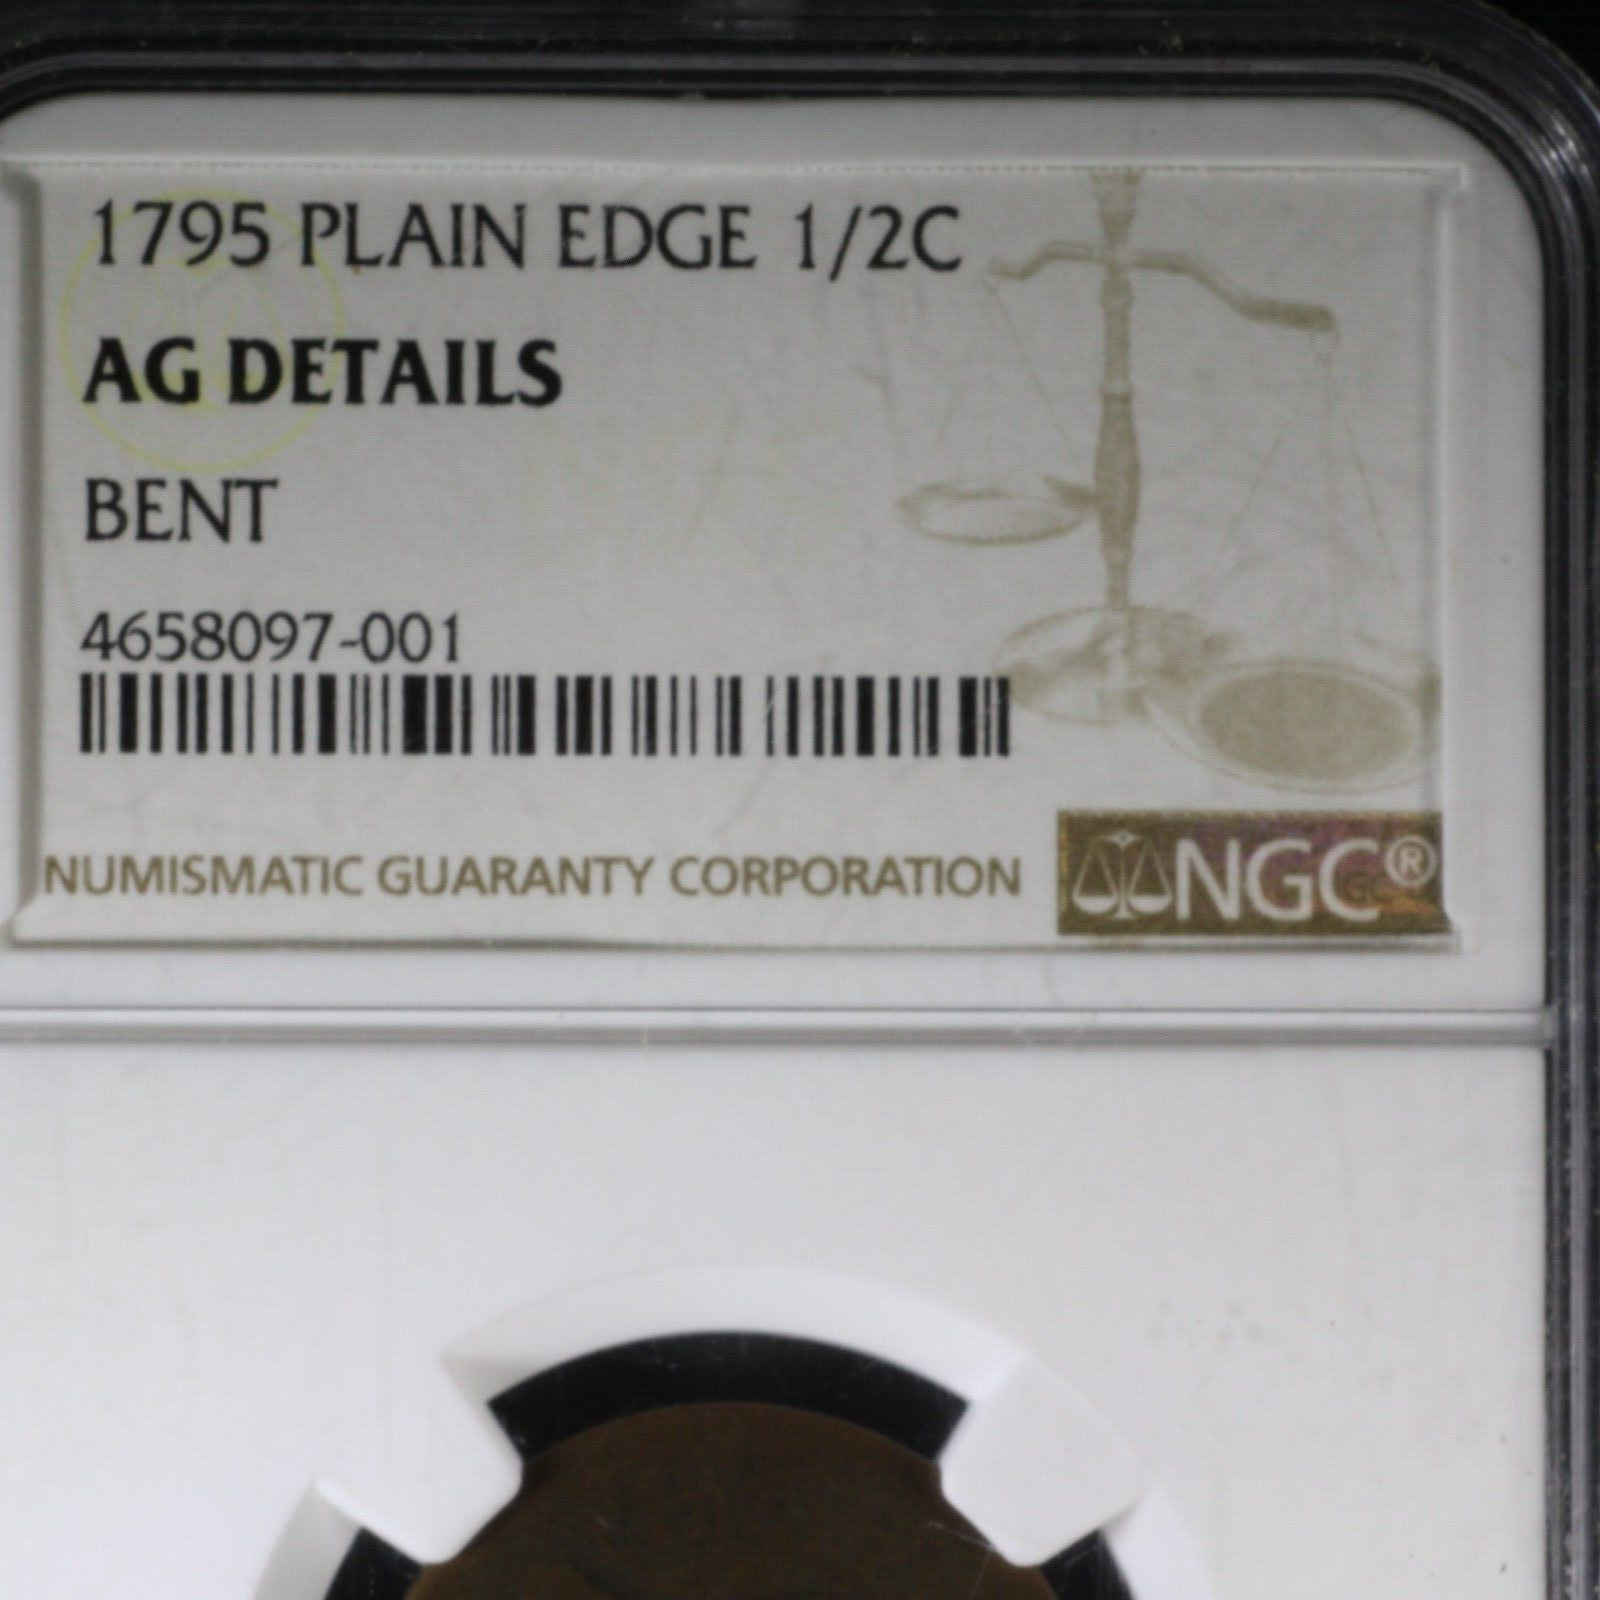 1795 PLAIN EDGE 1/2C
AG DETAILS
BENT
4658097-001
NUMISMATIC GUARANTY CORPORATION
NGC®